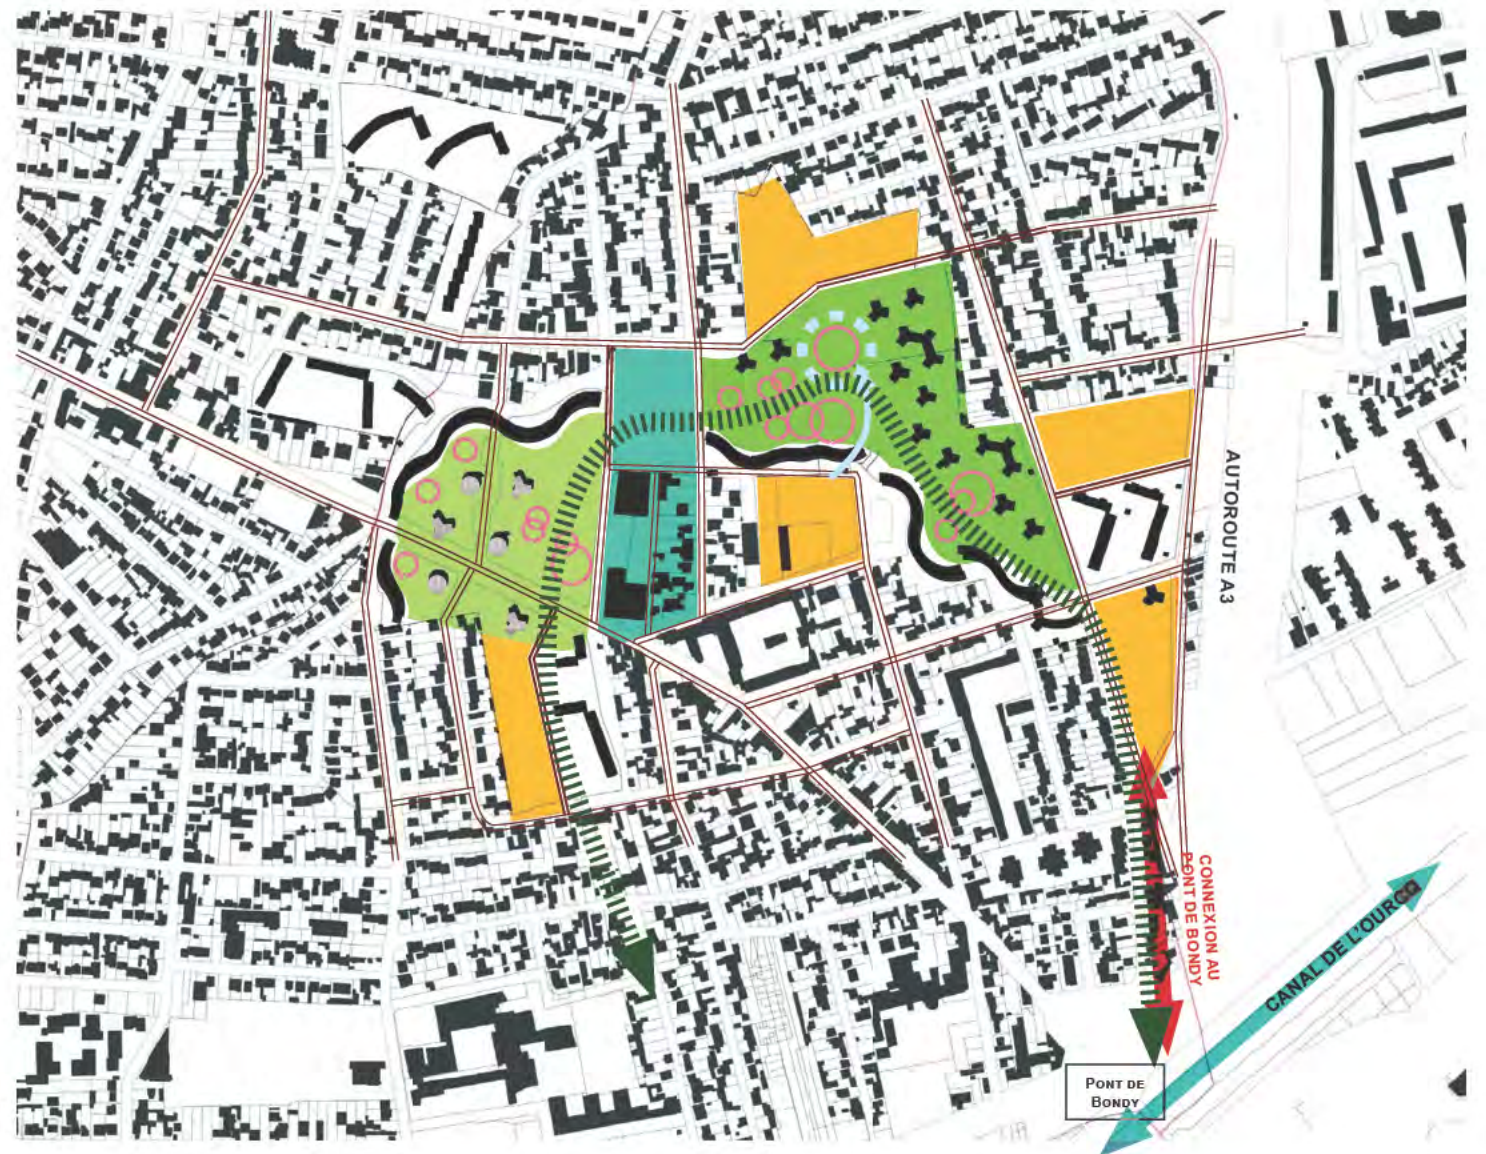 AUTOROUTE A3
CONNEXION AU
PONT DE BONDY
CANAL DE L'OURCQ
PONT DE
BONDY